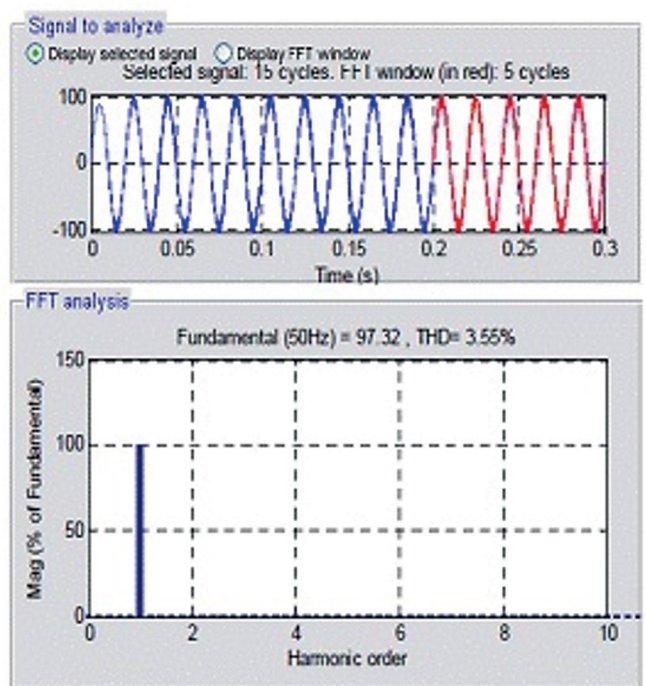 Signal to analyze
Display selected signal Display FFT window
Selected signal: 15 cycles. FFT window (in red): 5 cycles
100
0
-100
0 0.05 0.1 0.15 0.2 0.25 0.3
Time (s)
FFT analysis
Fundamental (50Hz) = 97.32 , THD= 3.55%
150
100
50
0
Mag (% of Fundamental)
0 2 4 6 8 10
Harmonic order